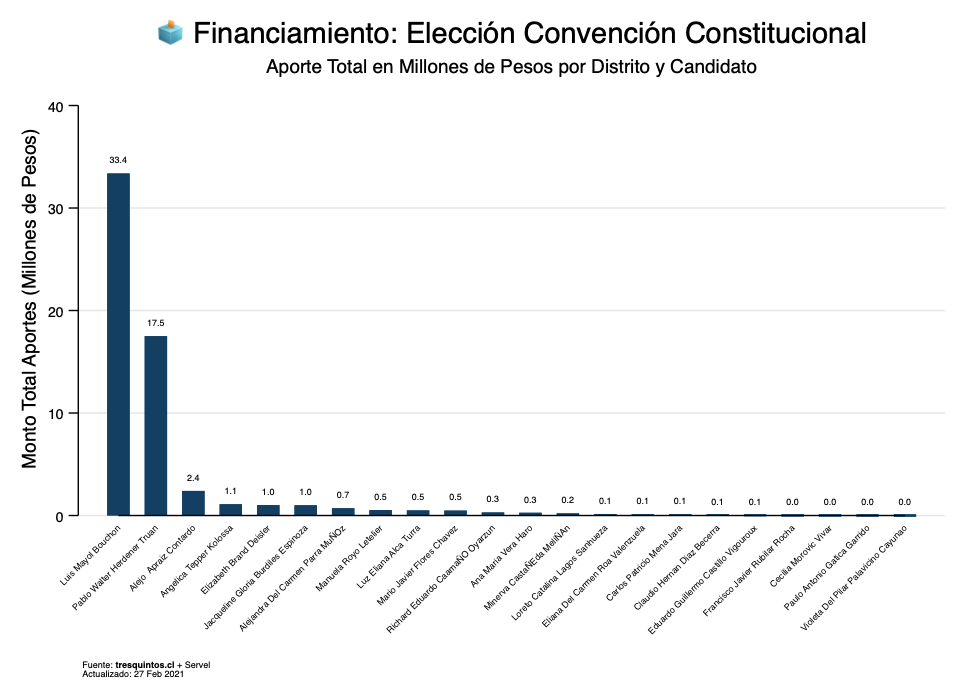 Financiamiento: Elección Convención Constitucional
Aporte Total en Millones de Pesos por Distrito y Candidato
Monto Total Aportes (Millones de Pesos)
40
30
20
10
0
33.4
17.5
2.4
1.1
1.0
1.0
0.7
0.5
0.5
0.5
0.3
0.3
0.2
0.1
0.1
0.1
0.1
0.1
0.0
0.0
0.0
0.0
Luis Mayol Bouchon
Pablo Walter Herdener Truan
Alejo Apraiz Contardo
Angelica Tepper Kolossa
Elizabeth Brand Deisler
Jacqueline Gloria Burdiles Espinoza
Alejandra Del Carmen Parra MuÑOz
Manuela Royo Letelier
Luz Eliana Alca Turra
Mario Javier Flores Chavez
Richard Eduardo CaamaÑO Oyarzun
Ana Maria Vera Haro
Minerva CastaÑEda MeliÑAn
Loreto Catalina Lagos Sanhueza
Eliana Del Carmen Roa Valenzuela
Carlos Patricio Mena Jara
Claudio Hernan Diaz Becerra
Eduardo Guillermo Castillo Vigouroux
Francisco Javier Rubilar Rocha
Cecilia Morovic Vivar
Paulo Antonio Gatica Garrido
Violeta Del Pilar Palavicino Cayunao
Fuente: tresquintos.cl + Servel
Actualizado: 27 Feb 2021